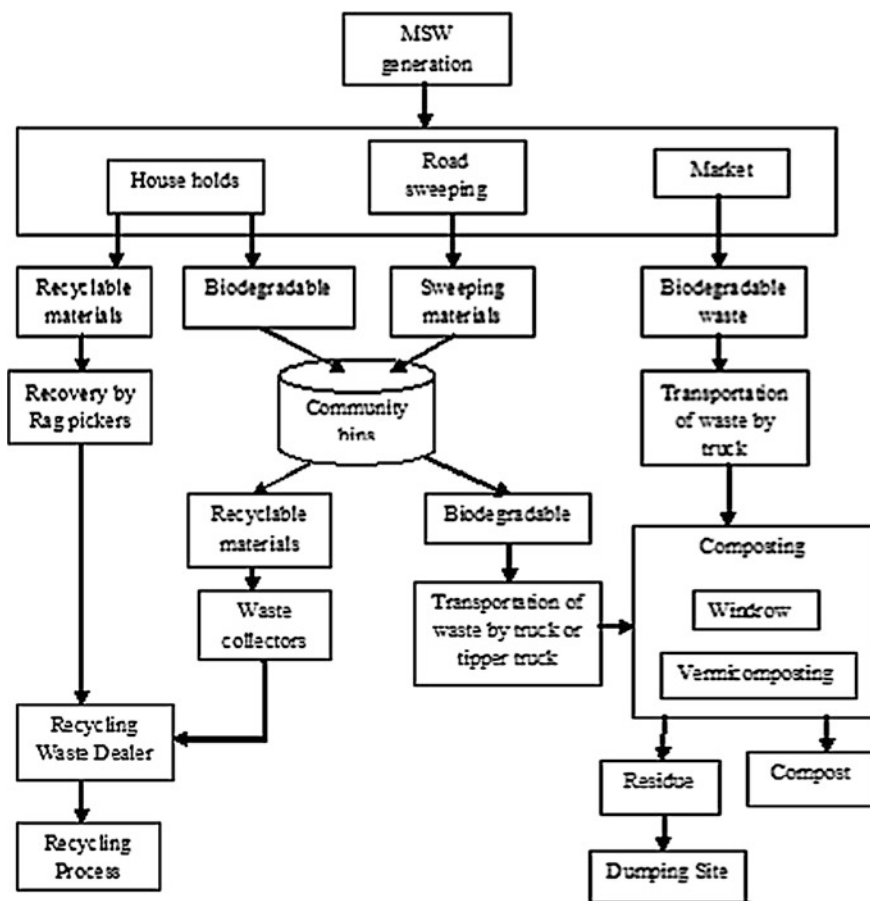 MSW
generation
House holds
Road
sweeping
Market
Recyclable
materials
Biodegradable
Sweeping
materials
Biodegradable
waste
Recovery by
Rag pickers
Community
bins
Transportation
of waste by
truck
Recyclable
materials
Biodegradable
Composting
Windrow
Vermicomposting
Waste
collectors
Transportation of
waste by truck or
tipper truck
Recycling
Waste Dealer
Residue
Compost
Recycling
Process
Dumping Site